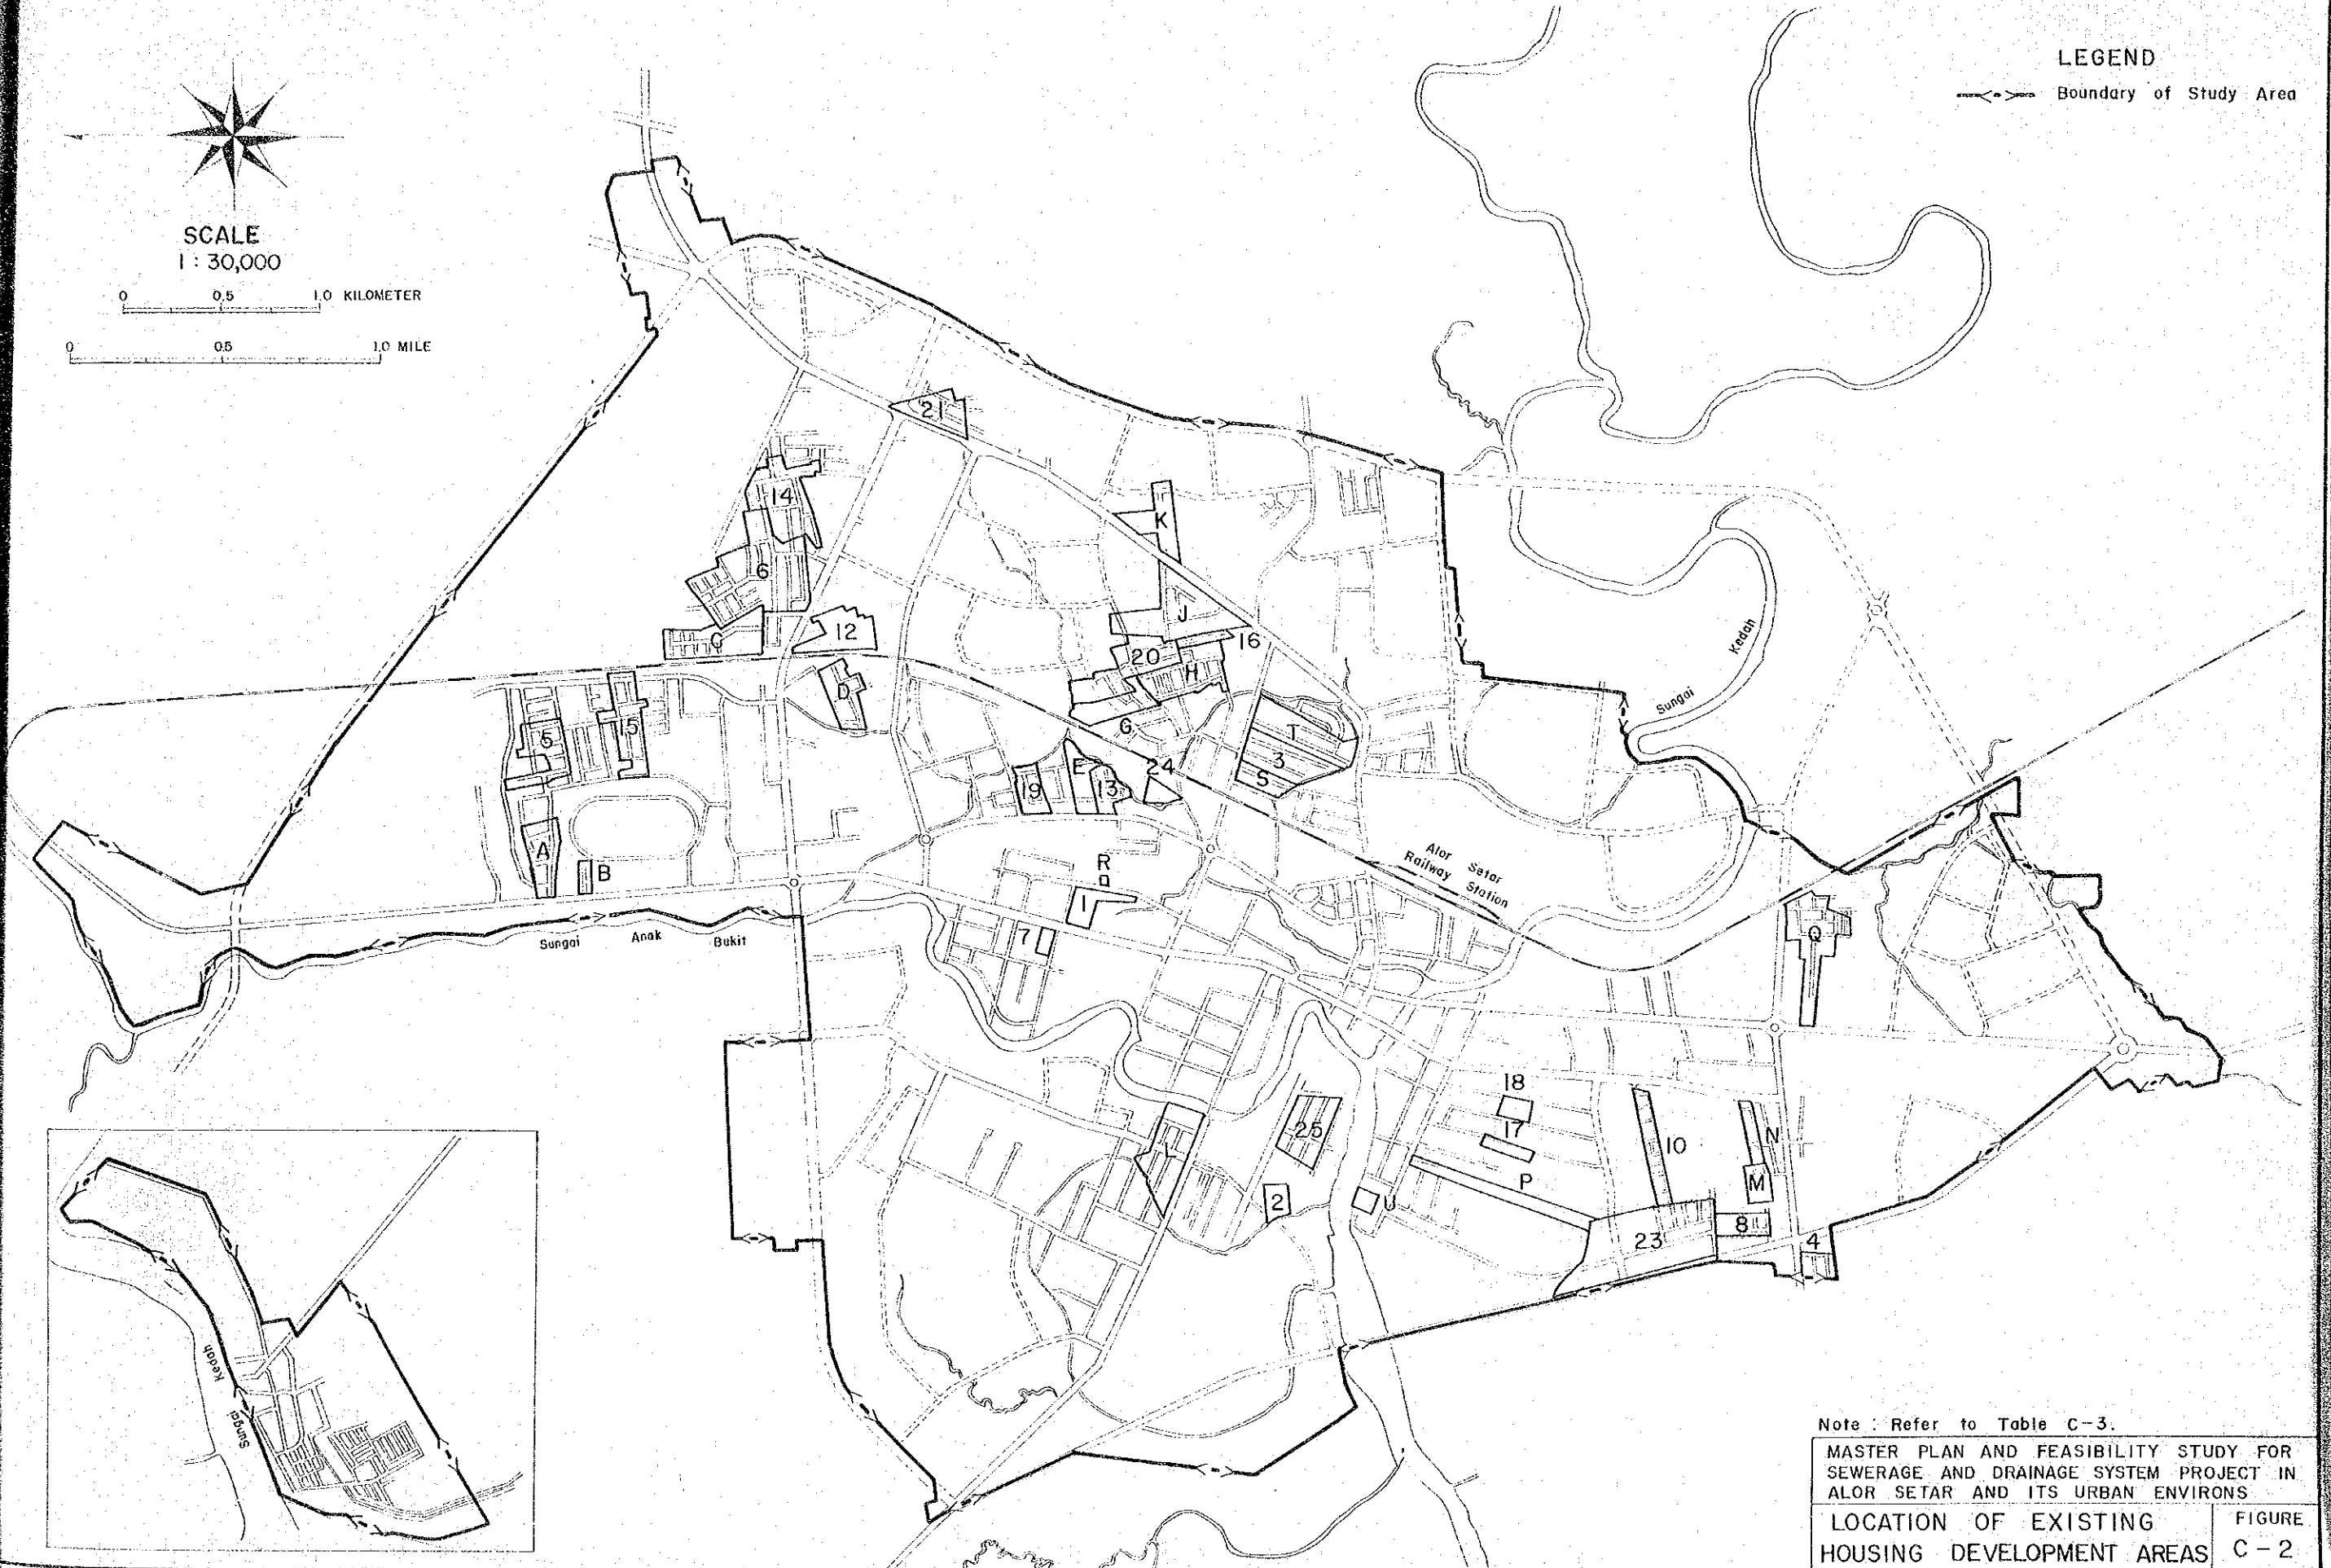 LEGEND
Boundary of Study Area
SCALE
1 : 30,000
0 0.5 1.0 KILOMETER
0 0.5 1.0 MILE
21
14
K
6
J
C
12
16
20
H
D
G
5
15
T
3
S
E
24
19
13
A
B
R
1
7
Alor Setar
Railway Station
Sungai Kedah
Sungai Anak Bukit
Q
18
17
25
10
N
L
P
M
2
U
8
23
4
Sungai Kedah
Note : Refer to Table C-3.
MASTER PLAN AND FEASIBILITY STUDY FOR
SEWERAGE AND DRAINAGE SYSTEM PROJECT IN
ALOR SETAR AND ITS URBAN ENVIRONS
LOCATION OF EXISTING
HOUSING DEVELOPMENT AREAS
FIGURE
C - 2